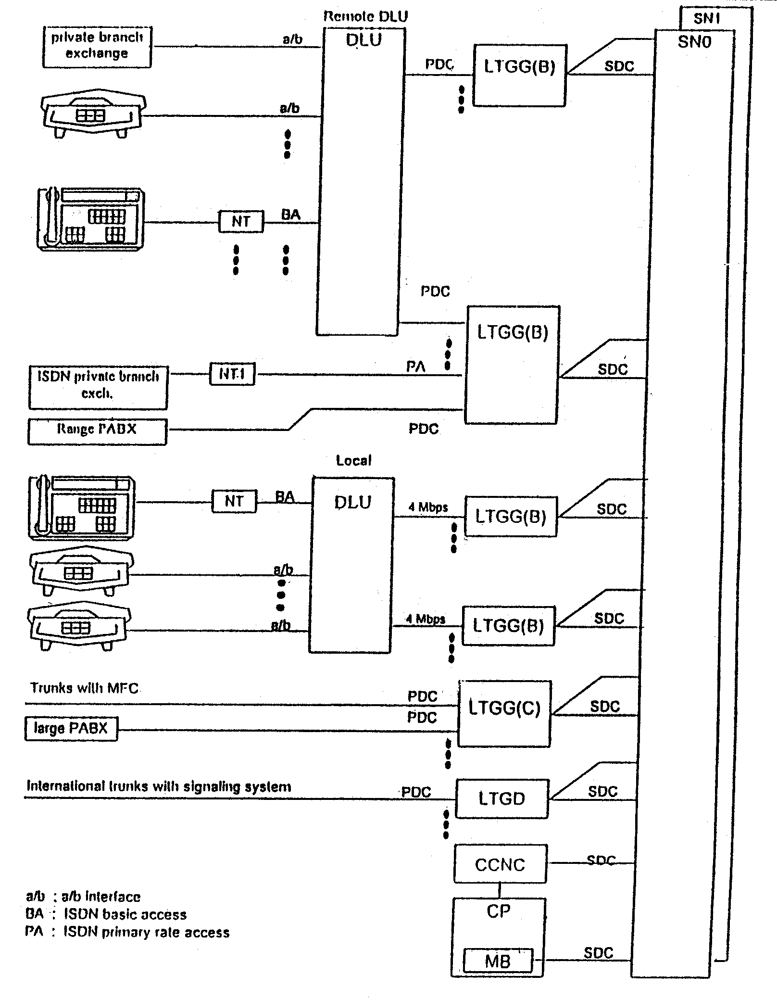 SN1
Remote DLU
private branch
exchange
a/b
DLU
SN0
PDC
LTGG(B)
SDC
a/b
NT
BA
PDC
LTGG(B)
ISDN private branch
exch.
NT1
PA
SDC
Range PABX
PDC
Local
NT
BA
DLU
4 Mbps
LTGG(B)
SDC
a/b
a/b
4 Mbps
LTGG(B)
SDC
Trunks with MFC
PDC
LTGG(C)
SDC
large PABX
PDC
International trunks with signaling system
PDC
LTGD
SDC
CCNC
SDC
CP
MB
SDC
a/b : a/b interface
BA : ISDN basic access
PA : ISDN primary rate access